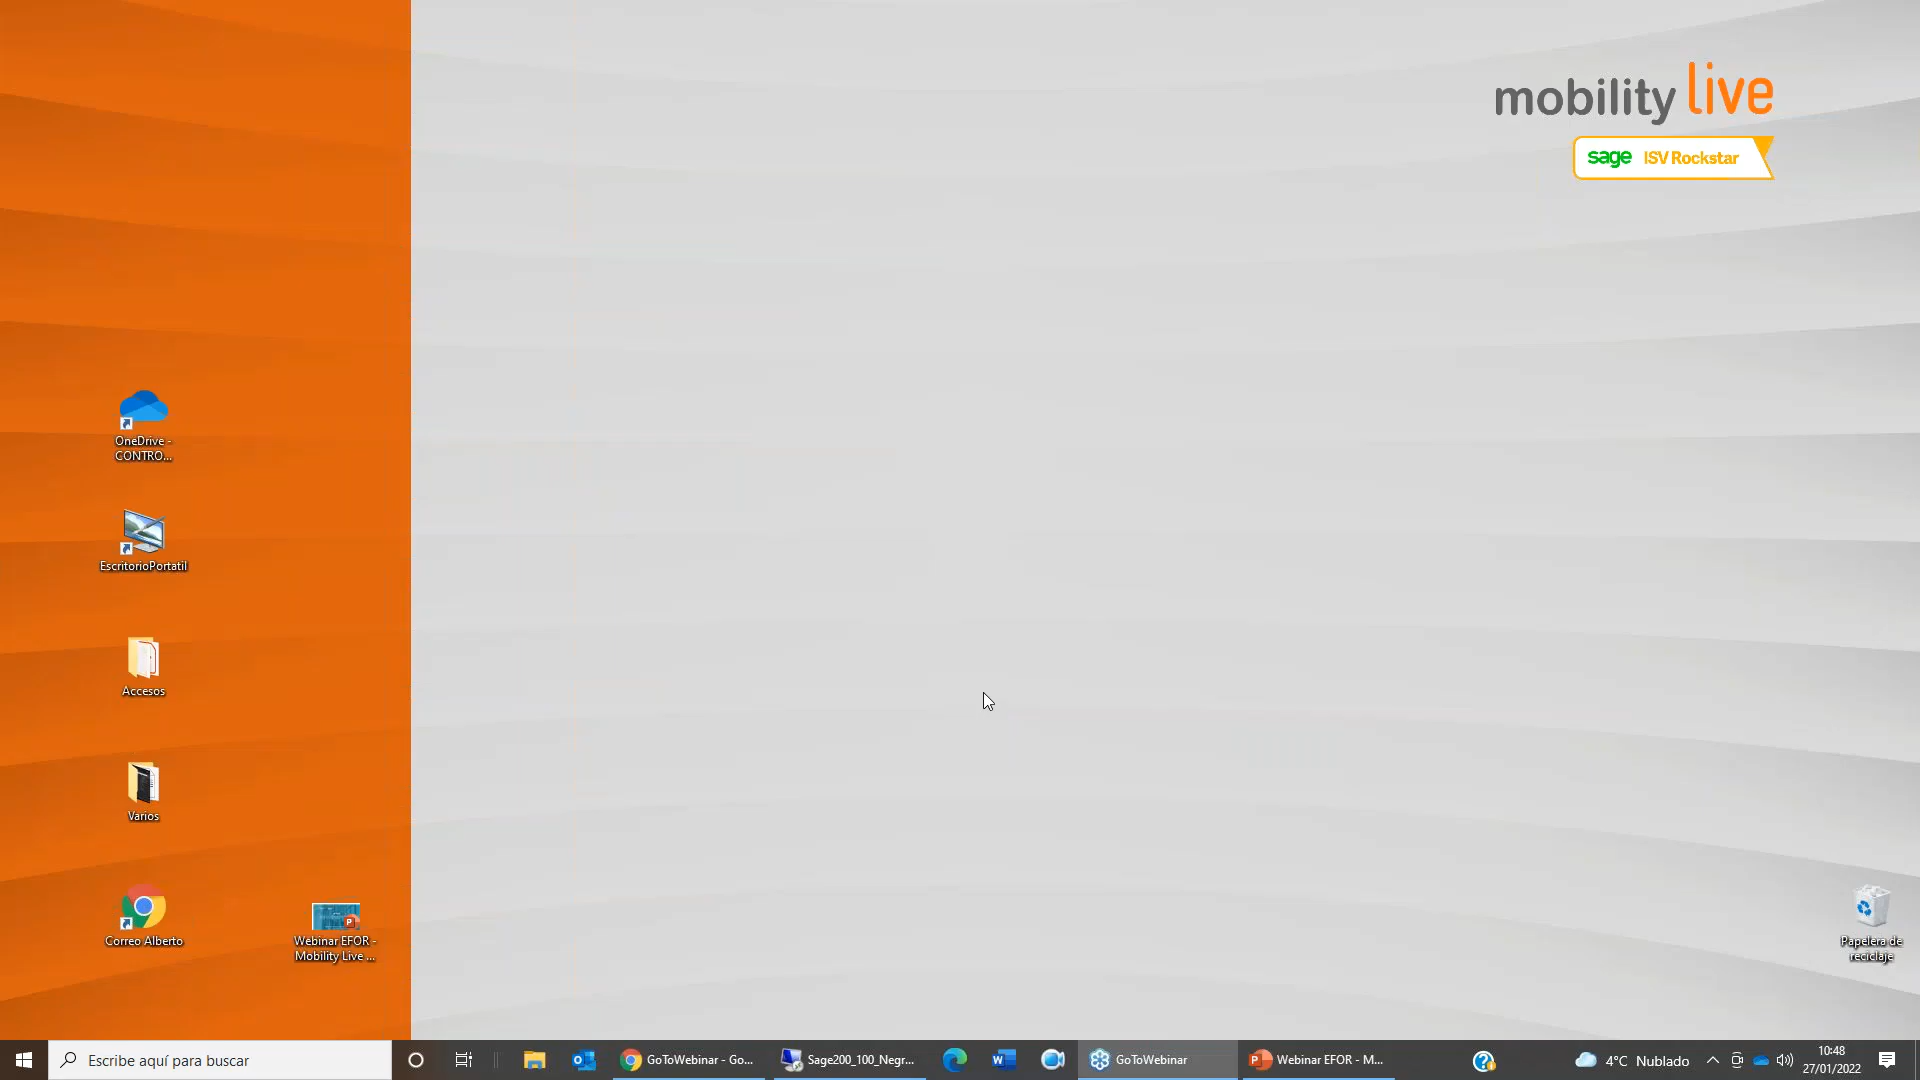 mobility live
sage ISV Rockstar
OneDrive -
CONTRO...
EscritorioPortatil
Accesos
Varios
Correo Alberto
Webinar EFOR -
Mobility Live ...
Papelera de
reciclaje
Escribe aquí para buscar
GoToWebinar - Go...
Sage200_100_Negr...
GoToWebinar
Webinar EFOR - M...
4°C Nublado
10:48
27/01/2022